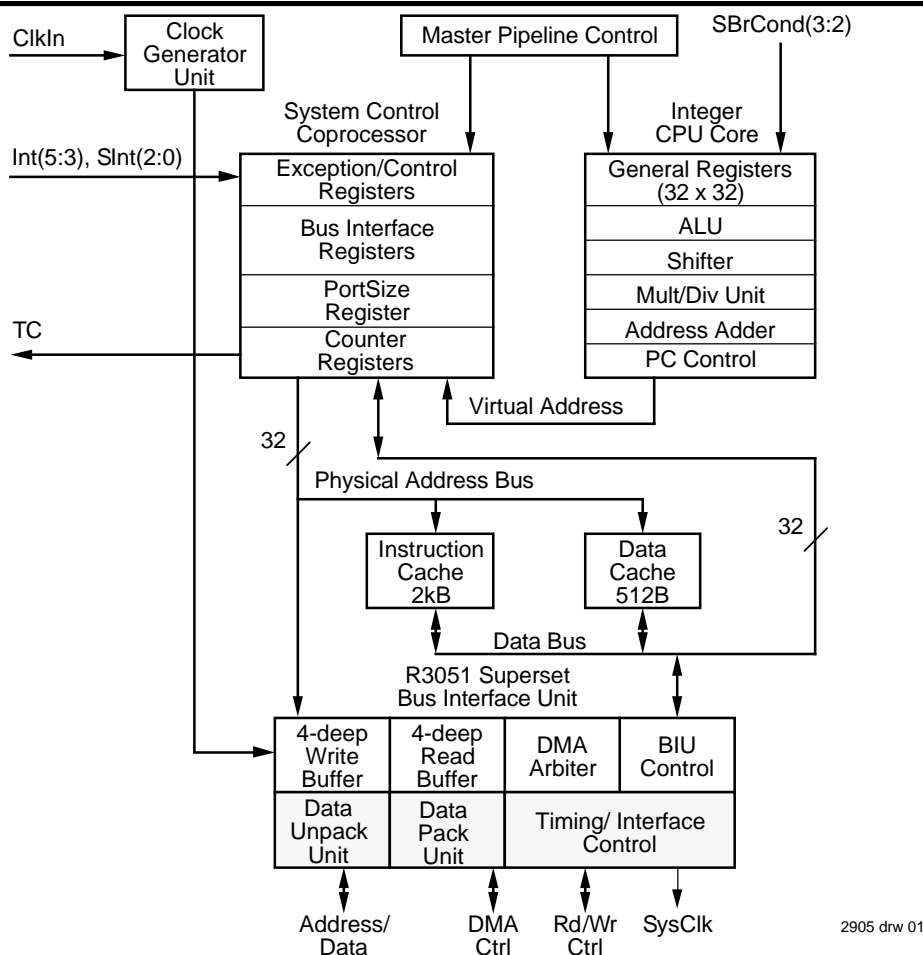 ClkIn
Clock
Generator
Unit
Master Pipeline Control
SBrCond(3:2)
System Control
Coprocessor
Integer
CPU Core
Int(5:3), SInt(2:0)
Exception/Control
Registers
Bus Interface
Registers
PortSize
Register
Counter
Registers
General Registers
(32 x 32)
ALU
Shifter
Mult/Div Unit
Address Adder
PC Control
TC
Virtual Address
32
Physical Address Bus
32
Instruction
Cache
2kB
Data
Cache
512B
Data Bus
R3051 Superset
Bus Interface Unit
4-deep
Write
Buffer
4-deep
Read
Buffer
DMA
Arbiter
BIU
Control
Data
Unpack
Unit
Data
Pack
Unit
Timing/ Interface
Control
Address/
Data
DMA
Ctrl
Rd/Wr
Ctrl
SysClk
2905 drw 01